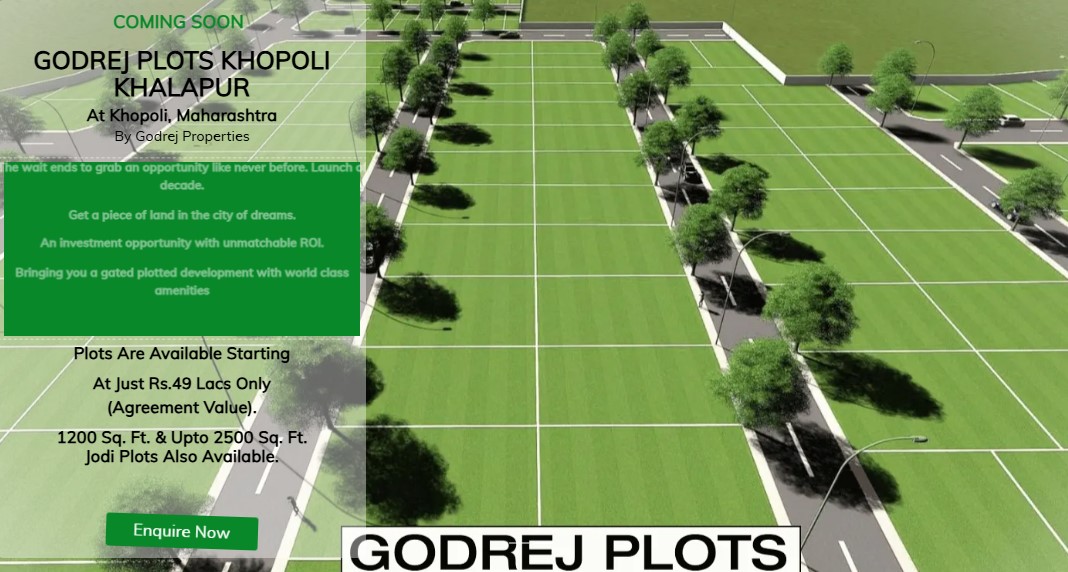 COMING SOON
GODREJ PLOTS KHOPOLI
KHALAPUR
At Khopoli, Maharashtra
By Godrej Properties
The wait ends to grab an opportunity like never before. Launch of
decade.
Get a piece of land in the city of dreams.
An investment opportunity with unmatchable ROI.
Bringing you a gated plotted development with world class
amenities
Plots Are Available Starting
At Just Rs.49 Lacs Only
(Agreement Value).
1200 Sq. Ft. & Upto 2500 Sq. Ft.
Jodi Plots Also Available.
Enquire Now
GODREJ PLOTS